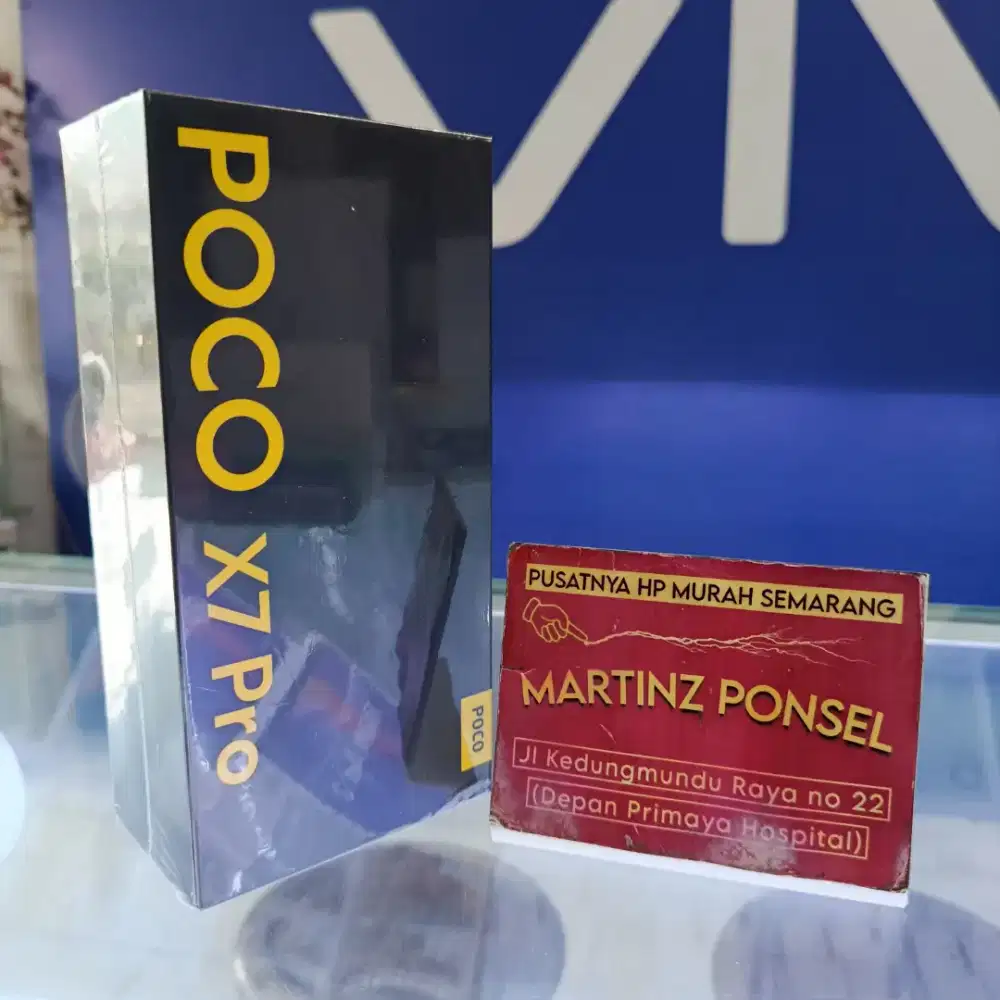 POCO X7 Pro
POCO
PUSATNYA HP MURAH SEMARANG
MARTINZ PONSEL
Jl Kedungmundu Raya no 22
(Depan Primaya Hospital)